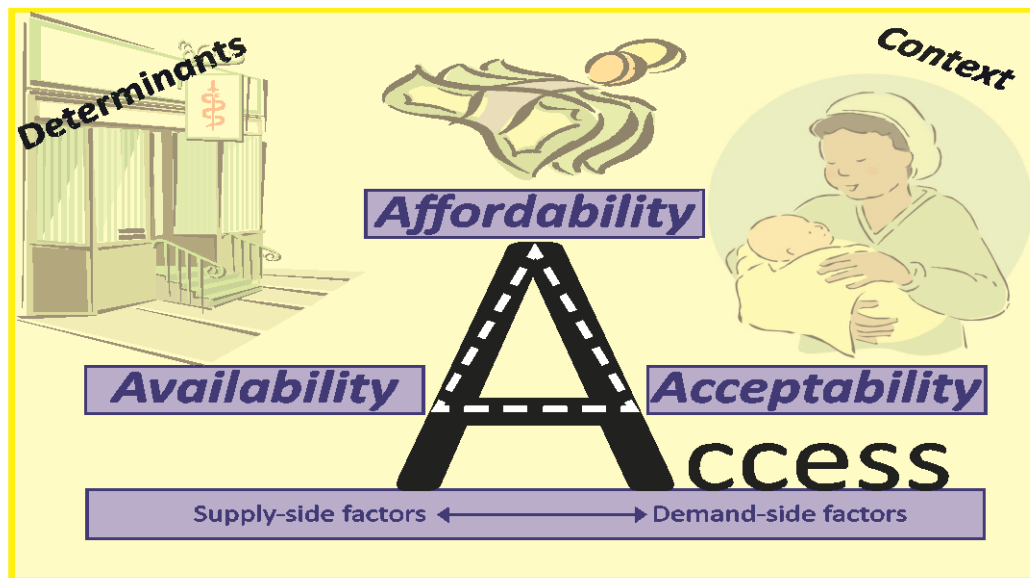 Determinants
Context
Affordability
Availability
Acceptability
Access
Supply-side factors
Demand-side factors